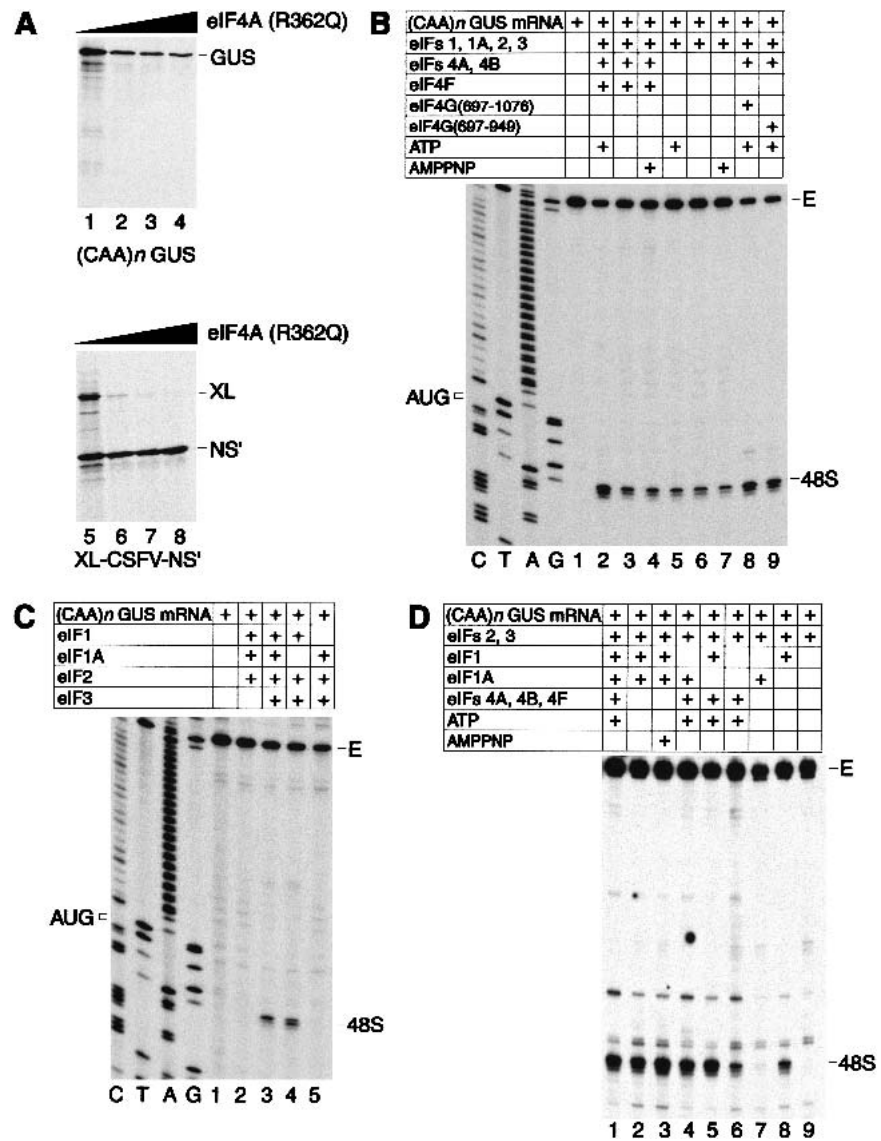 A
eIF4A (R362Q)
GUS
1 2 3 4
(CAA)n GUS
eIF4A (R362Q)
XL
NS'
5 6 7 8
XL-CSFV-NS'
B
(CAA)n GUS mRNA + + + + + + + + +
eIFs 1, 1A, 2, 3 + + + + + + + +
eIFs 4A, 4B + + + + +
eIF4F + + +
eIF4G(697-1076) +
eIF4G(697-949) +
ATP + + + +
AMPPNP + +
E
AUG
48S
C T A G 1 2 3 4 5 6 7 8 9
C
(CAA)n GUS mRNA + + + + +
eIF1 + + +
eIF1A + + +
eIF2 + + + +
eIF3 + + +
E
AUG
48S
C T A G 1 2 3 4 5
D
(CAA)n GUS mRNA + + + + + + + + +
eIFs 2, 3 + + + + + + + + +
eIF1 + + + + +
eIF1A + + + + +
eIFs 4A, 4B, 4F + + + +
ATP + + + +
AMPPNP +
E
48S
1 2 3 4 5 6 7 8 9